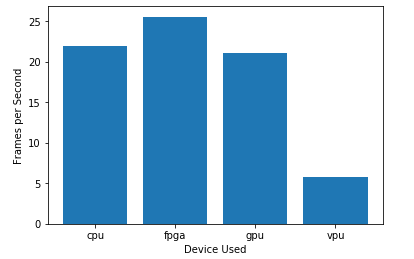 Frames per Second
25
20
15
10
5
0
cpu fpga gpu vpu
Device Used